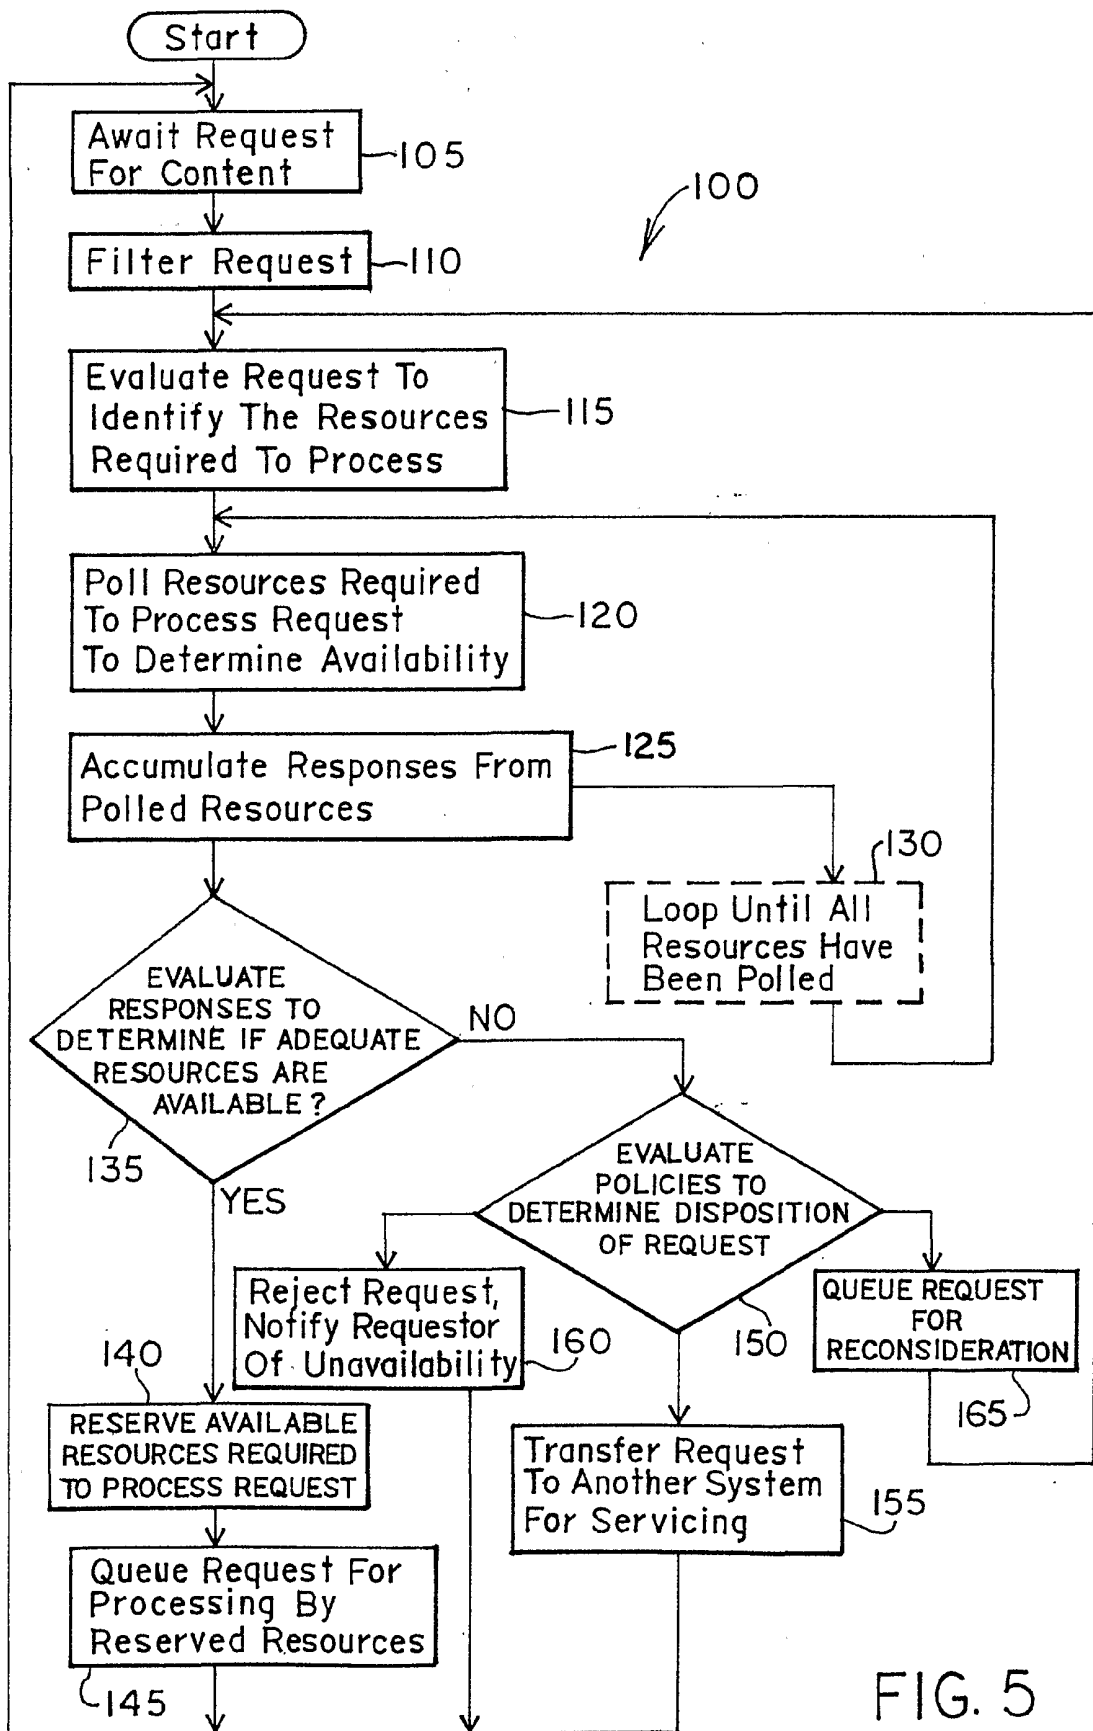 Start
Await Request
For Content
105
100
Filter Request
110
Evaluate Request To
Identify The Resources
Required To Process
115
Poll Resources Required
To Process Request
To Determine Availability
120
Accumulate Responses From
Polled Resources
125
130
Loop Until All
Resources Have
Been Polled
EVALUATE
RESPONSES TO
DETERMINE IF ADEQUATE
RESOURCES ARE
AVAILABLE?
135
NO
YES
EVALUATE
POLICIES TO
DETERMINE DISPOSITION
OF REQUEST
150
Reject Request,
Notify Requestor
Of Unavailability
160
QUEUE REQUEST
FOR
RECONSIDERATION
165
140
RESERVE AVAILABLE
RESOURCES REQUIRED
TO PROCESS REQUEST
Transfer Request
To Another System
For Servicing
155
Queue Request For
Processing By
Reserved Resources
145
FIG. 5